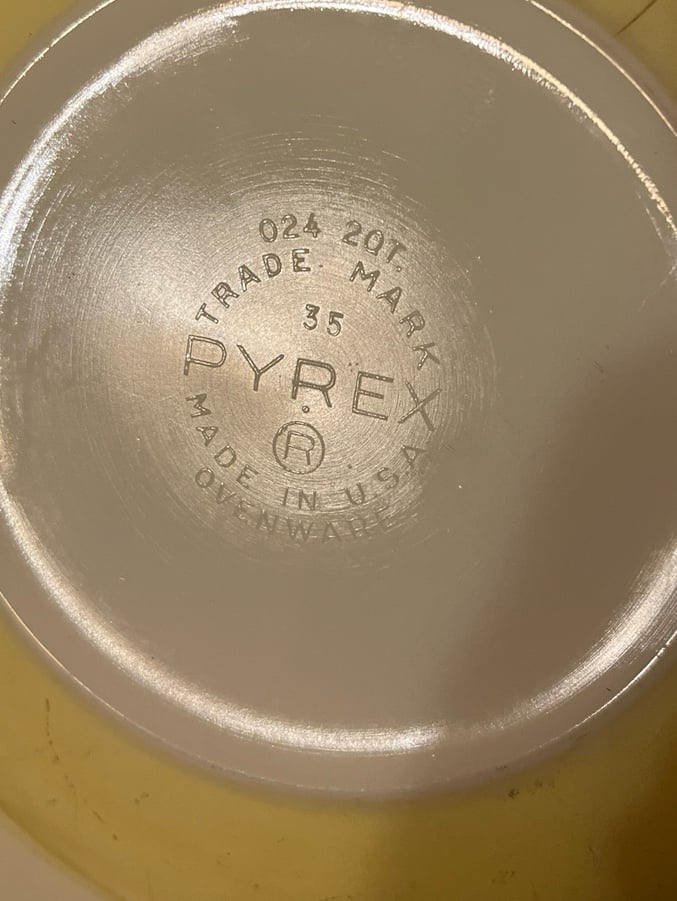 024 2QT.
TRADE MARK
35
PYREX
®
MADE IN U.S.A.
OVENWARE